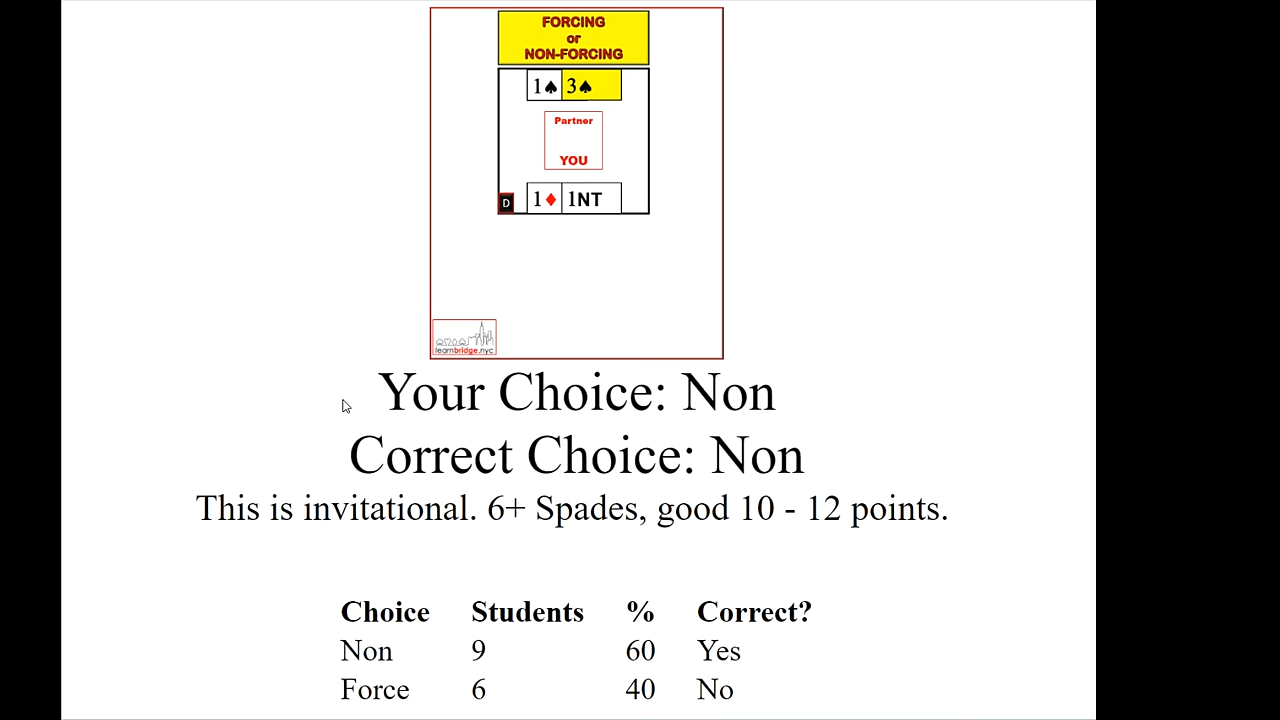 FORCING
or
NON-FORCING
1♠ 3♠
Partner
YOU
D 1♦ 1NT
learnbridge.nyc
Your Choice: Non
Correct Choice: Non
This is invitational. 6+ Spades, good 10 - 12 points.
Choice Students % Correct?
Non 9 60 Yes
Force 6 40 No